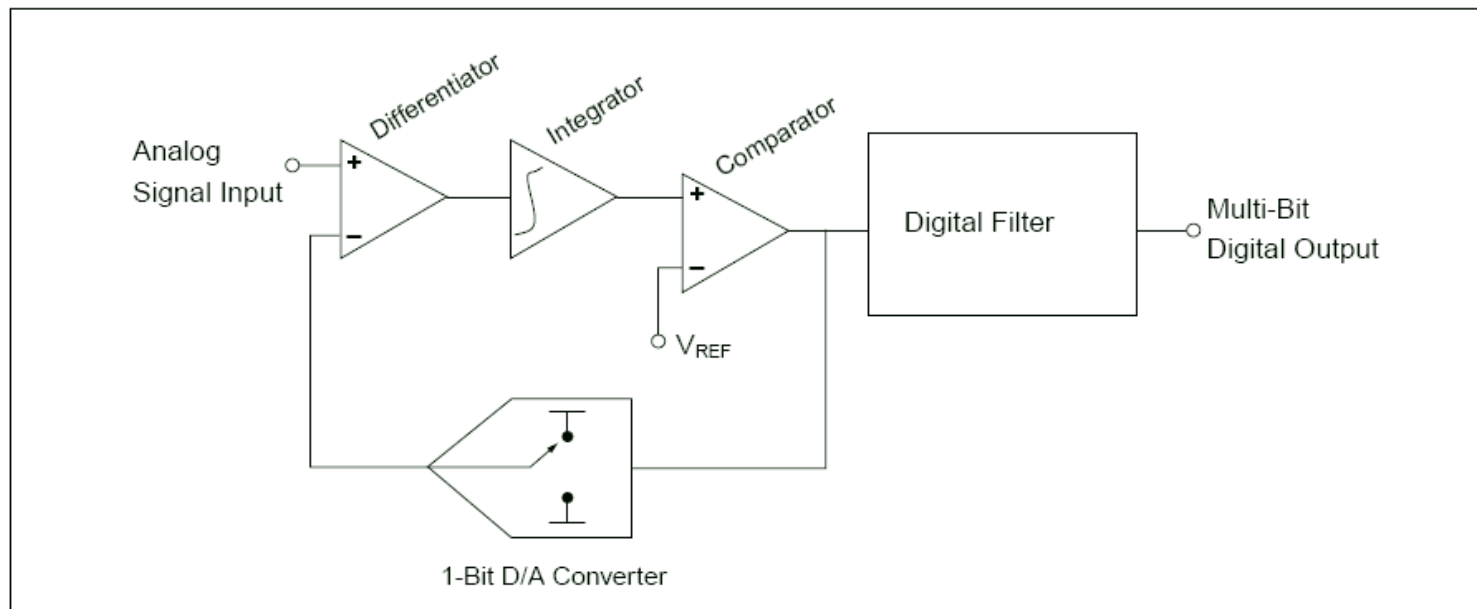 Differentiator
Integrator
Comparator
Analog
Signal Input
+
−
+
−
VREF
Digital Filter
Multi-Bit
Digital Output
1-Bit D/A Converter